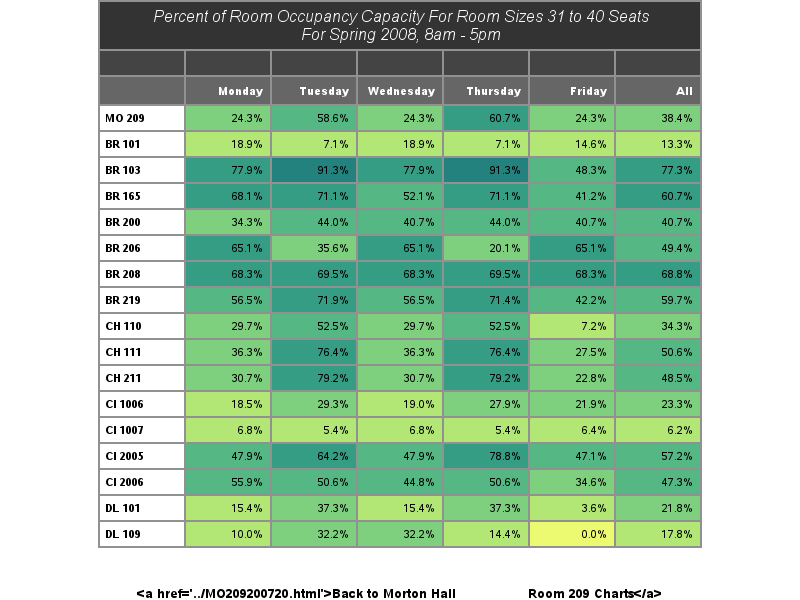 Percent of Room Occupancy Capacity For Room Sizes 31 to 40 Seats
For Spring 2008, 8am - 5pm
Monday Tuesday Wednesday Thursday Friday All
MO 209 24.3% 58.6% 24.3% 60.7% 24.3% 38.4%
BR 101 18.9% 7.1% 18.9% 7.1% 14.6% 13.3%
BR 103 77.9% 91.3% 77.9% 91.3% 48.3% 77.3%
BR 165 68.1% 71.1% 52.1% 71.1% 41.2% 60.7%
BR 200 34.3% 44.0% 40.7% 44.0% 40.7% 40.7%
BR 206 65.1% 35.6% 65.1% 20.1% 65.1% 49.4%
BR 208 68.3% 69.5% 68.3% 69.5% 68.3% 68.8%
BR 219 56.5% 71.9% 56.5% 71.4% 42.2% 59.7%
CH 110 29.7% 52.5% 29.7% 52.5% 7.2% 34.3%
CH 111 36.3% 76.4% 36.3% 76.4% 27.5% 50.6%
CH 211 30.7% 79.2% 30.7% 79.2% 22.8% 48.5%
CI 1006 18.5% 29.3% 19.0% 27.9% 21.9% 23.3%
CI 1007 6.8% 5.4% 6.8% 5.4% 6.4% 6.2%
CI 2005 47.9% 64.2% 47.9% 78.8% 47.1% 57.2%
CI 2006 55.9% 50.6% 44.8% 50.6% 34.6% 47.3%
DL 101 15.4% 37.3% 15.4% 37.3% 3.6% 21.8%
DL 109 10.0% 32.2% 32.2% 14.4% 0.0% 17.8%
<a href='../MO209200720.html'>Back to Morton Hall Room 209 Charts</a>